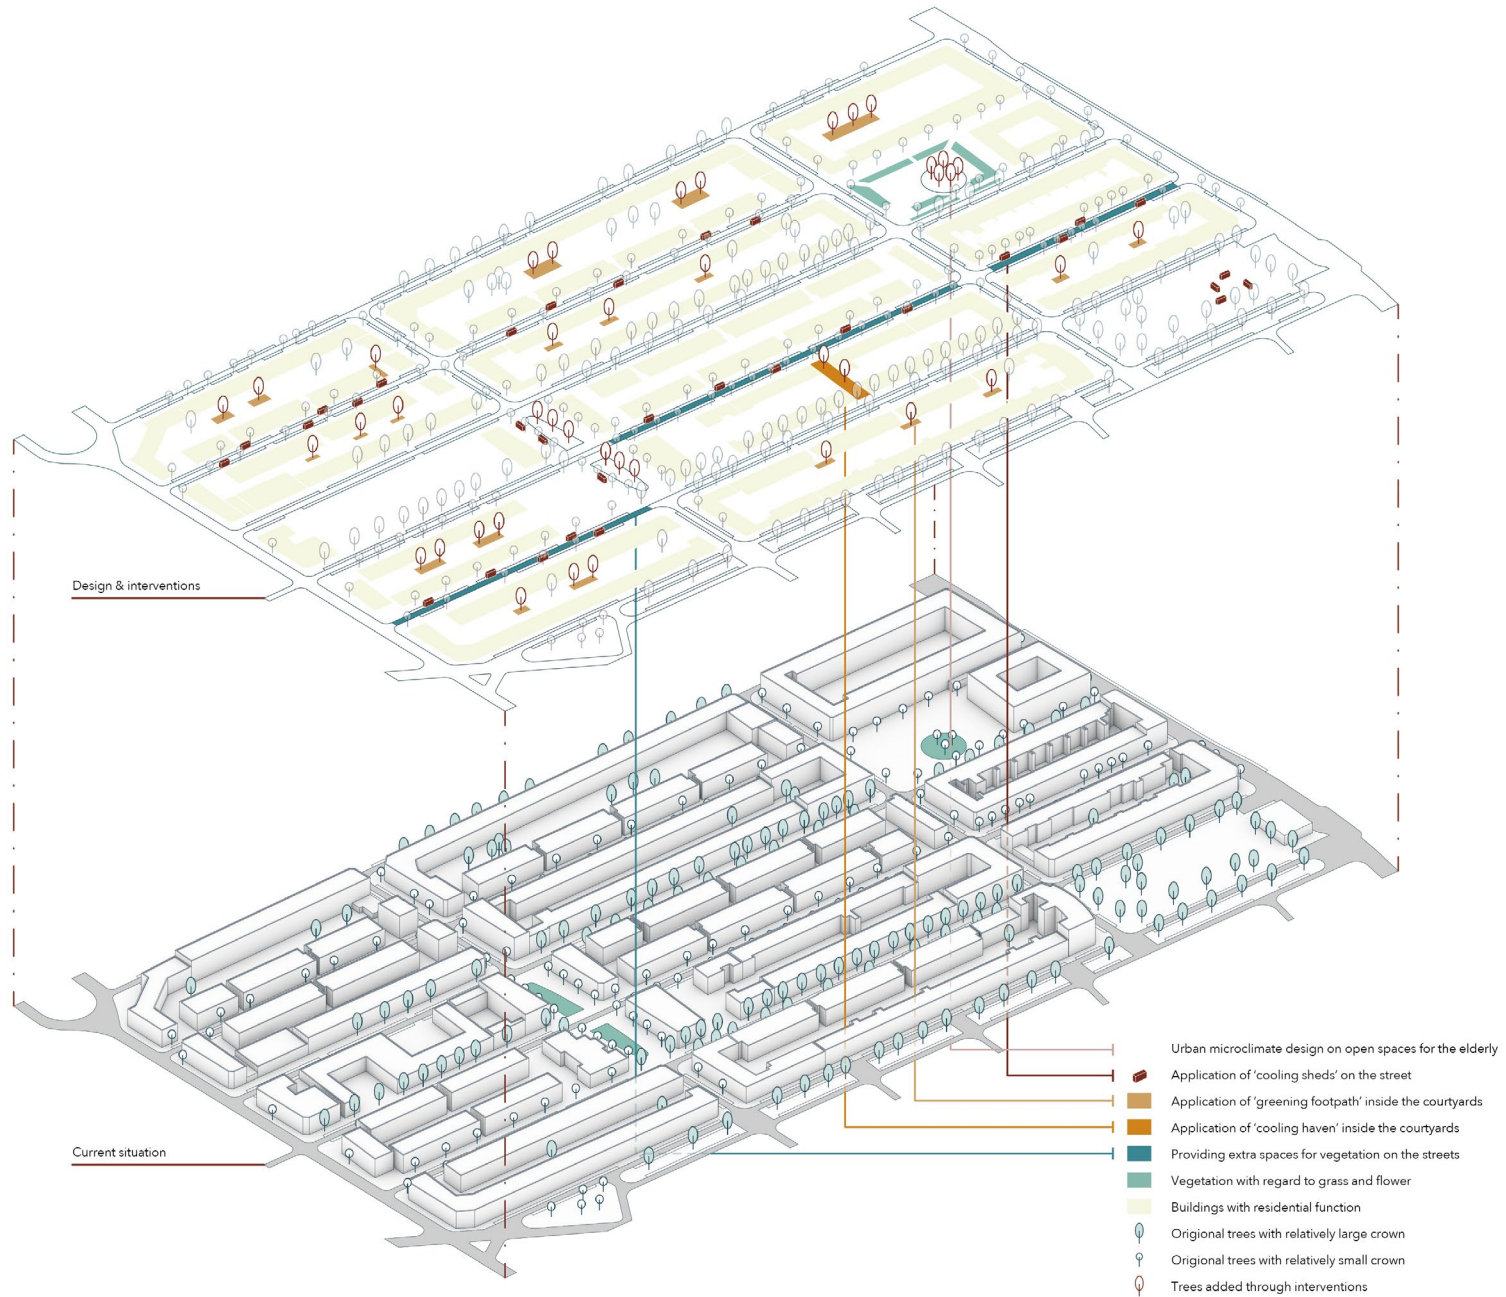 Design & interventions
Current situation
Urban microclimate design on open spaces for the elderly
Application of 'cooling sheds' on the street
Application of 'greening footpath' inside the courtyards
Application of 'cooling haven' inside the courtyards
Providing extra spaces for vegetation on the streets
Vegetation with regard to grass and flower
Buildings with residential function
Origional trees with relatively large crown
Origional trees with relatively small crown
Trees added through interventions